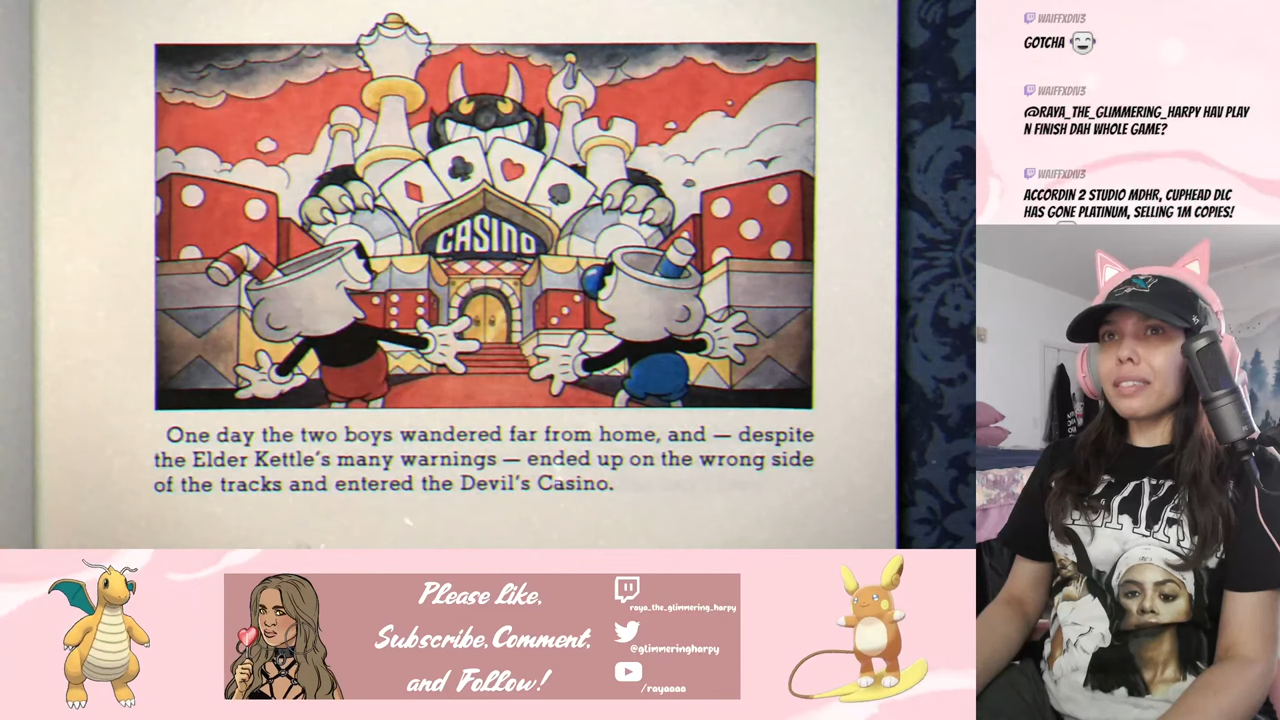 CASINO
One day the two boys wandered far from home, and — despite
the Elder Kettle's many warnings — ended up on the wrong side
of the tracks and entered the Devil's Casino.
WAIFFXDIV3
GOTCHA
WAIFFXDIV3
@RAYA_THE_GLIMMERING_HARPY HAU PLAY
N FINISH DAH WHOLE GAME?
WAIFFXDIV3
ACCORDIN 2 STUDIO MDHR, CUPHEAD DLC
HAS GONE PLATINUM, SELLING 1M COPIES!
Please Like,
Subscribe, Comment,
and Follow!
raya_the_glimmering_harpy
@glimmeringharpy
/rayaaaa